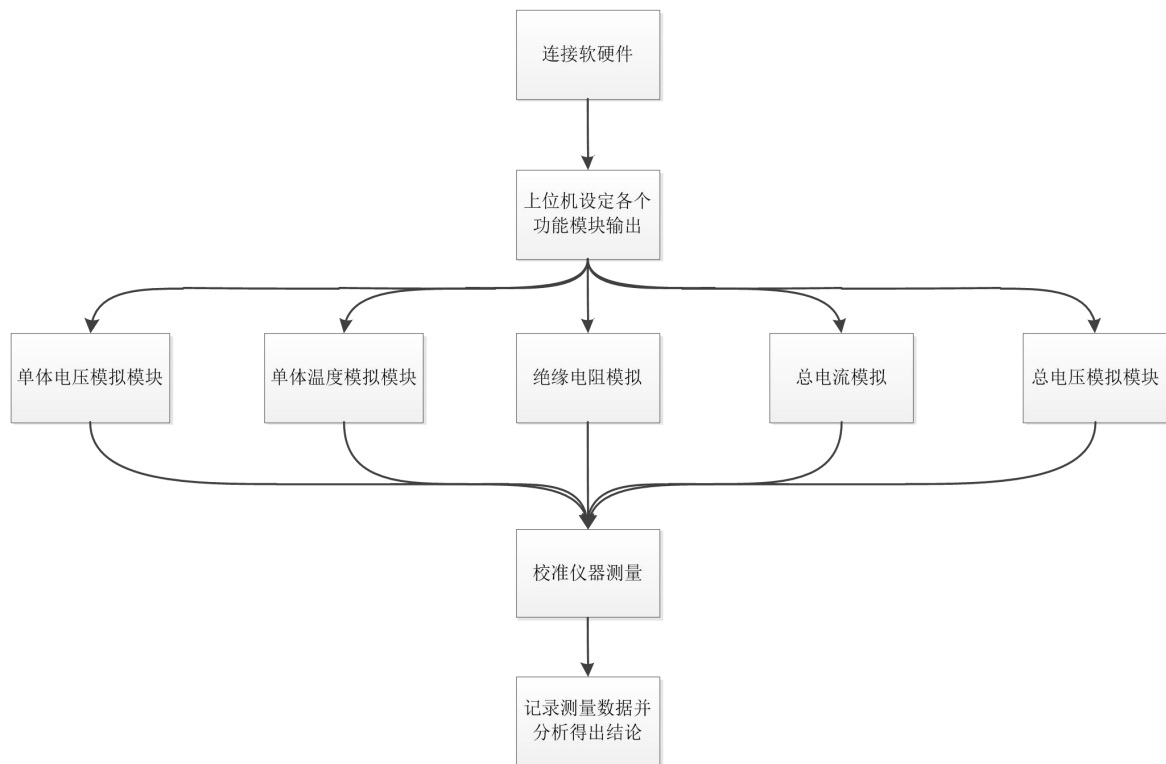 连接软硬件
上位机设定各个
功能模块输出
单体电压模拟模块
单体温度模拟模块
绝缘电阻模拟
总电流模拟
总电压模拟模块
校准仪器测量
记录测量数据并
分析得出结论